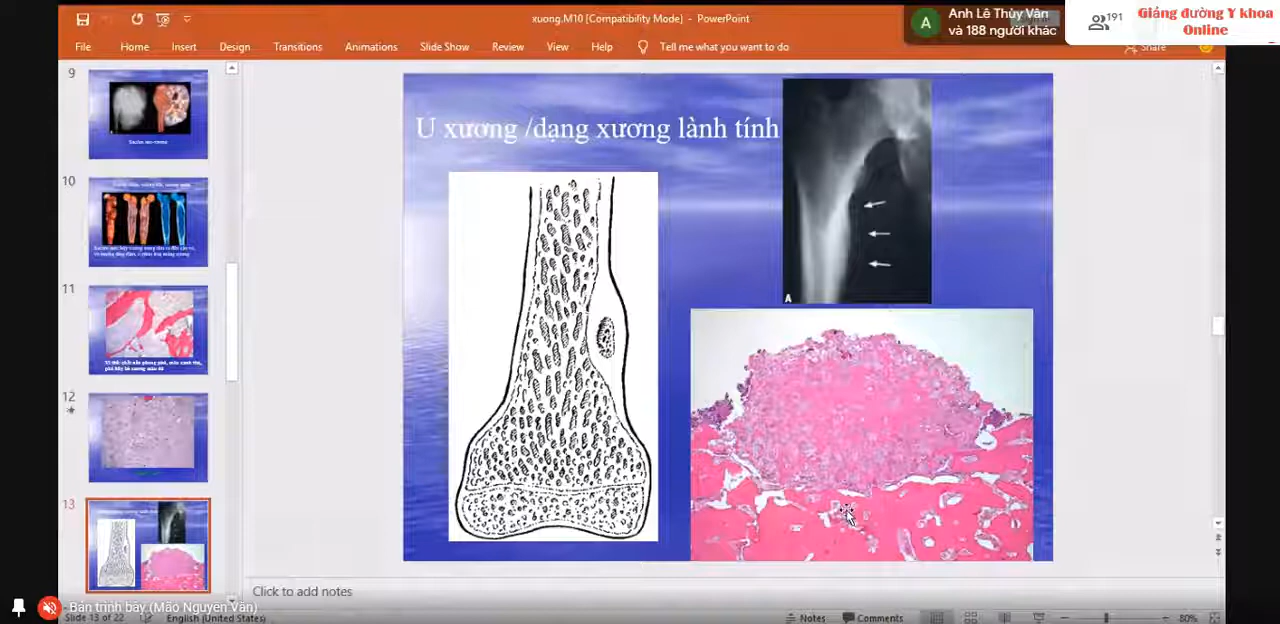 xuong.M10 [Compatibility Mode] - PowerPoint
A
Anh Lê Thùy Vân
và 188 người khác
191
Giảng đường Y khoa
Online
File Home Insert Design Transitions Animations Slide Show Review View Help Tell me what you want to do
Share
9
10
11
12
13
U xương /dạng xương lành tính
A
Click to add notes
Bản trình bày (Mão Nguyễn Văn)
Slide 13 of 22 English (United States) Notes Comments 80%